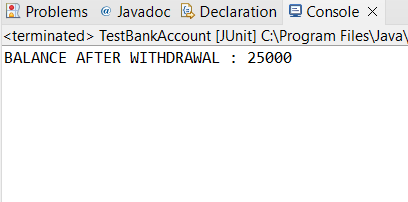 Problems @ Javadoc Declaration Console
<terminated> TestBankAccount [JUnit] C:\Program Files\Java\
BALANCE AFTER WITHDRAWAL : 25000